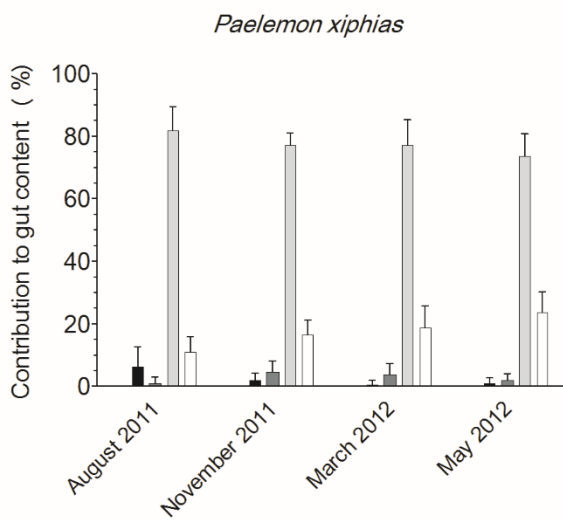 Paelemon xiphias
Contribution to gut content ( %)
100
80
60
40
20
0
August 2011
November 2011
March 2012
May 2012